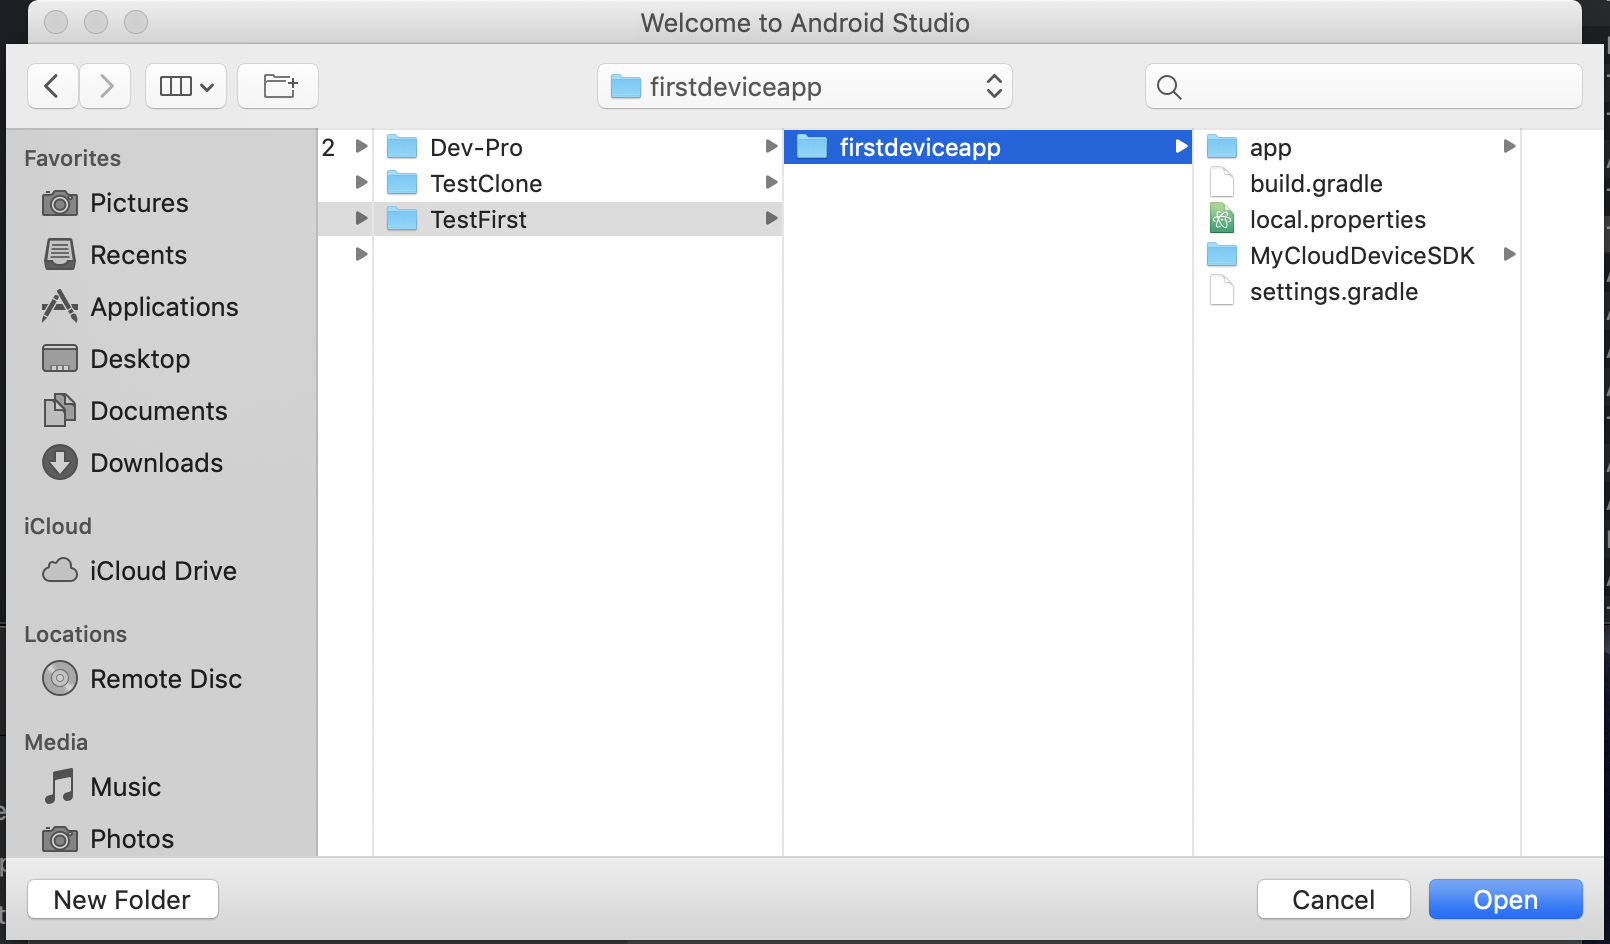 Welcome to Android Studio
firstdeviceapp
Favorites
Pictures
Recents
Applications
Desktop
Documents
Downloads
iCloud
iCloud Drive
Locations
Remote Disc
Media
Music
Photos
2
Dev-Pro
TestClone
TestFirst
firstdeviceapp
app
build.gradle
local.properties
MyCloudDeviceSDK
settings.gradle
New Folder
Cancel
Open